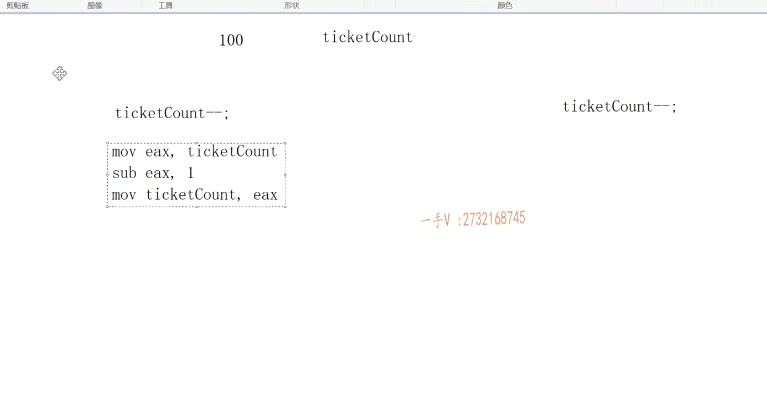 剪贴板 图像 工具 形状 颜色
100 ticketCount
ticketCount--; ticketCount--;
mov eax, ticketCount
sub eax, 1
mov ticketCount, eax
一手V :2732168745